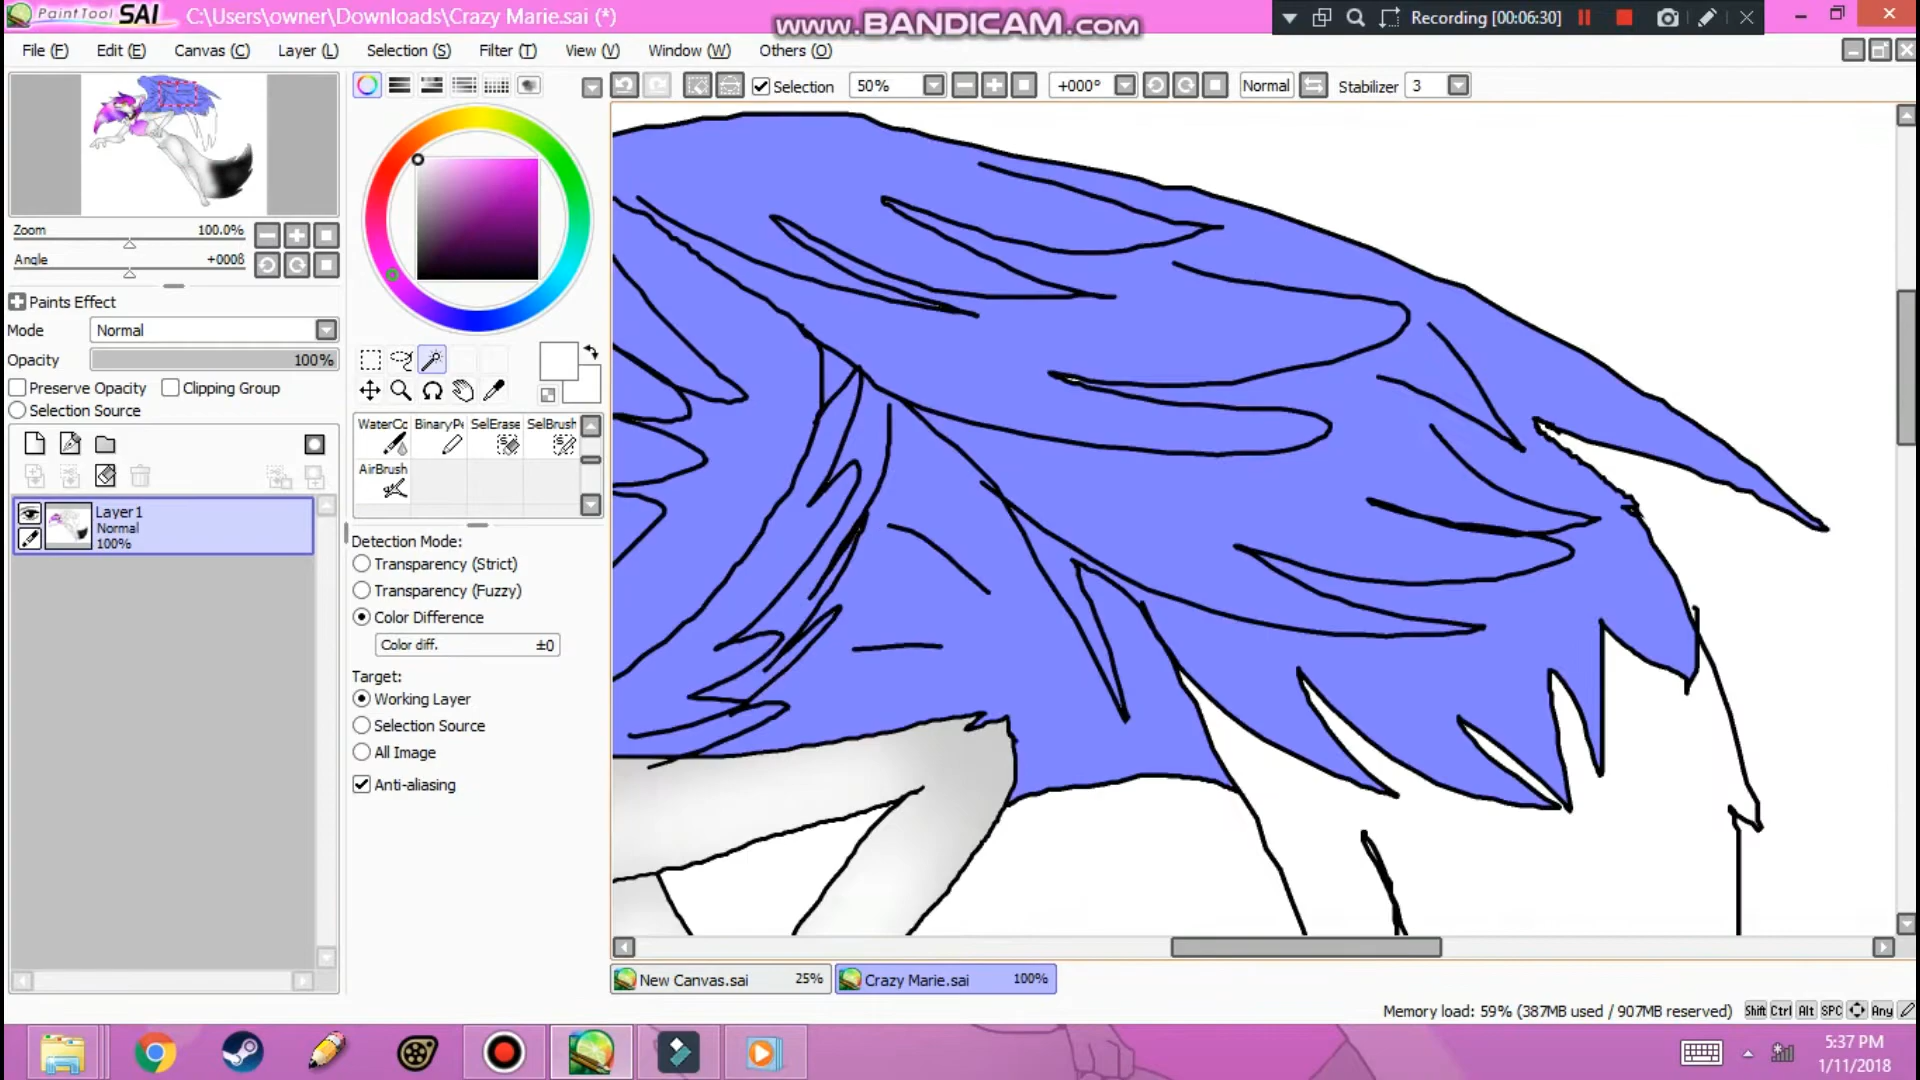 PaintTool SAI C:\Users\owner\Downloads\Crazy Marie.sai (*)
www.BANDICAM.com
Recording [00:06:30]
File (F) Edit (E) Canvas (C) Layer (L) Selection (S) Filter (T) View (V) Window (W) Others (O)
Selection 50% +000° Normal Stabilizer 3
Zoom 100.0%
Angle +000ß
Paints Effect
Mode Normal
Opacity 100%
Preserve Opacity Clipping Group
Selection Source
Layer1
Normal
100%
WaterCo BinaryPe SelErase SelBrush
AirBrush
Detection Mode:
Transparency (Strict)
Transparency (Fuzzy)
Color Difference
Color diff. ±0
Target:
Working Layer
Selection Source
All Image
Anti-aliasing
New Canvas.sai 25% Crazy Marie.sai 100%
Memory load: 59% (387MB used / 907MB reserved) Shift Ctrl Alt SPC Any
5:37 PM
1/11/2018